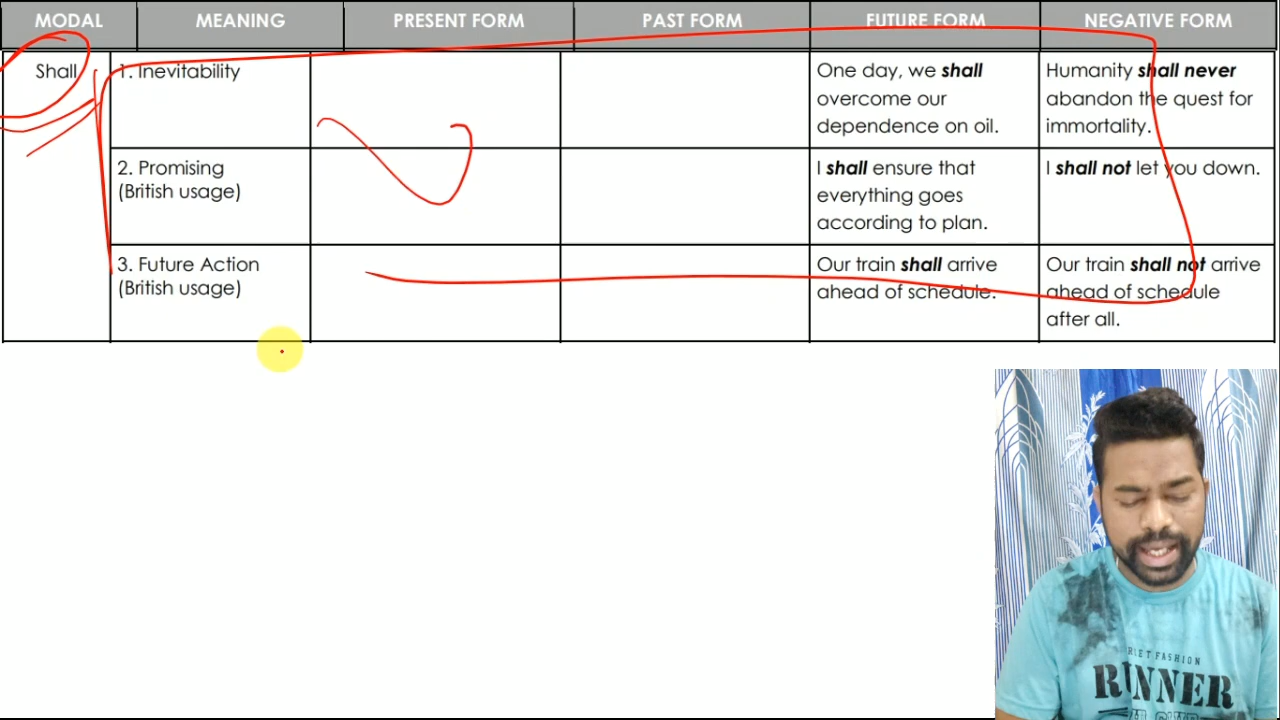 MODAL MEANING PRESENT FORM PAST FORM FUTURE FORM NEGATIVE FORM
Shall
1. Inevitability
One day, we shall
overcome our
dependence on oil.
Humanity shall never
abandon the quest for
immortality.
2. Promising
(British usage)
I shall ensure that
everything goes
according to plan.
I shall not let you down.
3. Future Action
(British usage)
Our train shall arrive
ahead of schedule.
Our train shall not arrive
ahead of schedule
after all.
FASHION
RUNNER